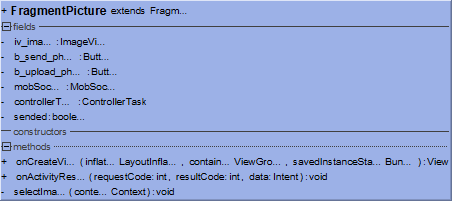 + FragmentPicture extends Fragm...
fields
- iv_ima... :ImageVi...
- b_send_ph... :Butt...
- b_upload_ph... :Butt...
- mobSoc... :MobSoc...
- controllerT... :ControllerTask
- sended:boole...
constructors
methods
+ onCreateVi... (inflat... LayoutInfla... , contain... ViewGro... , savedInstanceSta... Bun... ):View
+ onActivityRes... (requestCode:int, resultCode:int, data:Intent):void
- selectIma... (conte... Context):void